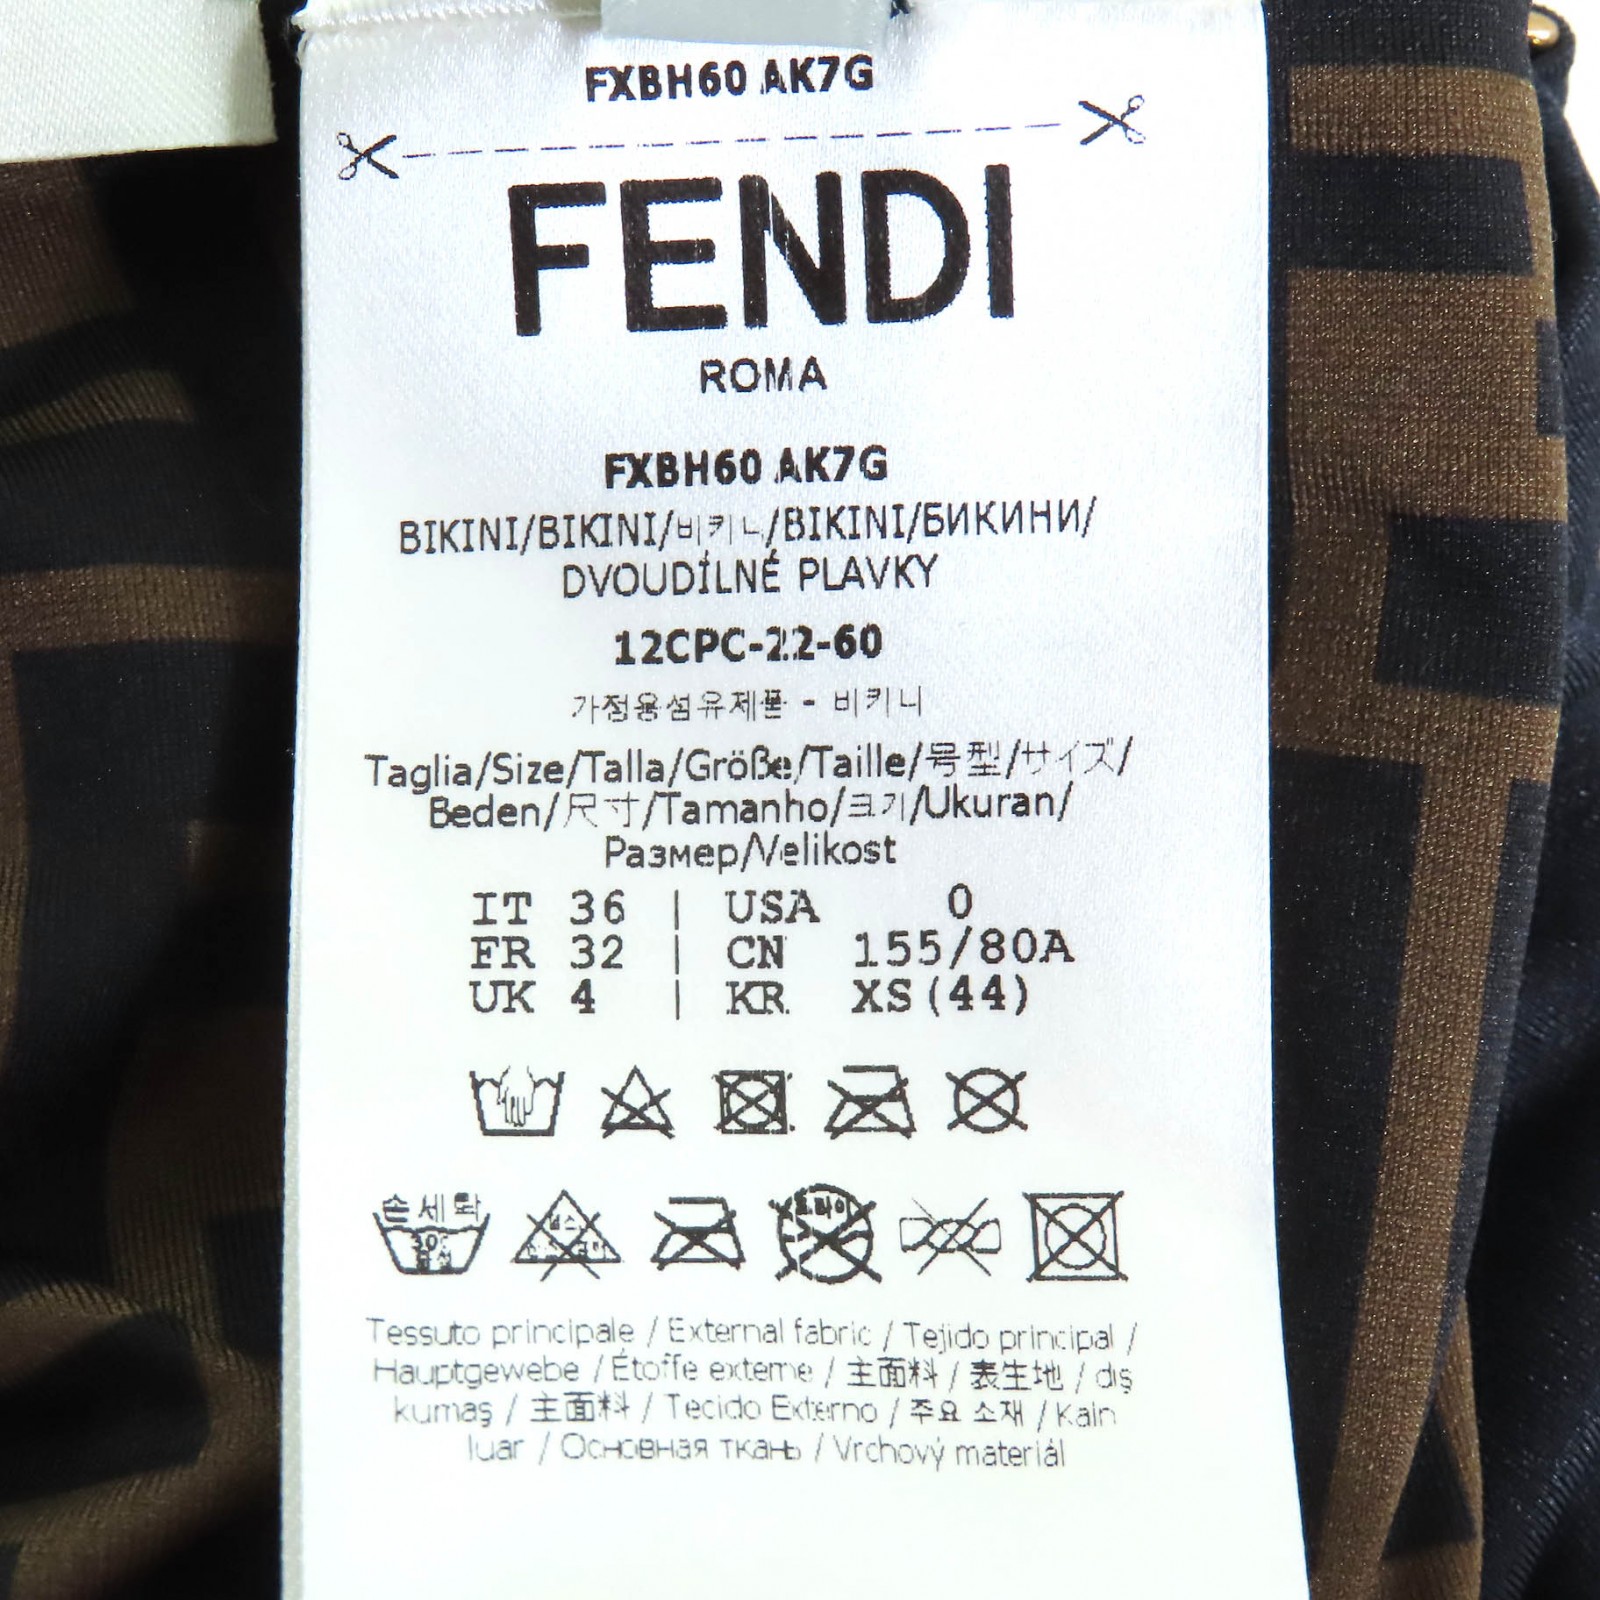 FXBH60 AK7G
FENDI
ROMA
FXBH60 AK7G
BIKINI/BIKINI/비키니/BIKINI/БИКИНИ/
DVOUDÍLNÉ PLAVKY
12CPC-22-60
가정용섬유제품 - 비키니
Taglia/Size/Talla/Größe/Taille/号型/サイズ/
Beden/尺寸/Tamanho/크기/Ukuran/
Размер/Velikost
IT 36 | USA 0
FR 32 | CN 155/80A
UK 4 | KR XS(44)
손세탁
30°
드라이
Tessuto principale / External fabric / Tejido principal /
Hauptgewebe / Étoffe externe / 主面料 / 表生地 / dış
kumaş / 主面料 / Tecido Externo / 주요 소재 / Kain
luar / Основная ткань / Vrchový materiál